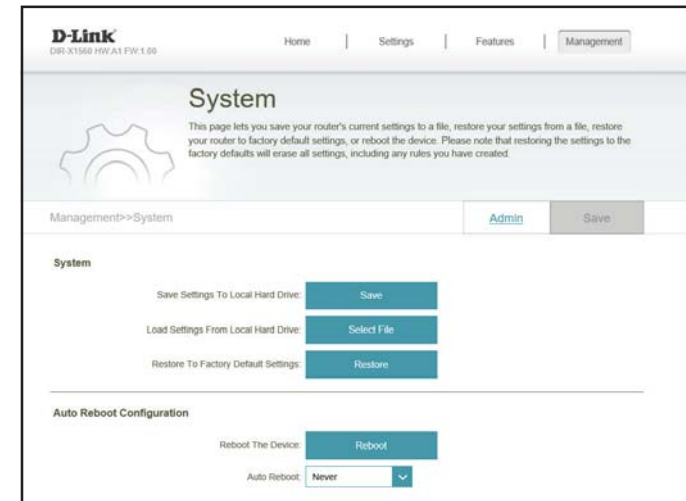 D-Link
DIR-X1560 HW:A1 FW:1.00
Home | Settings | Features | Management
System
This page lets you save your router's current settings to a file, restore your settings from a file, restore
your router to factory default settings, or reboot the device. Please note that restoring the settings to the
factory defaults will erase all settings, including any rules you have created.
Management>>System
Admin
Save
System
Save Settings To Local Hard Drive: Save
Load Settings From Local Hard Drive: Select File
Restore To Factory Default Settings: Restore
Auto Reboot Configuration
Reboot The Device: Reboot
Auto Reboot: Never